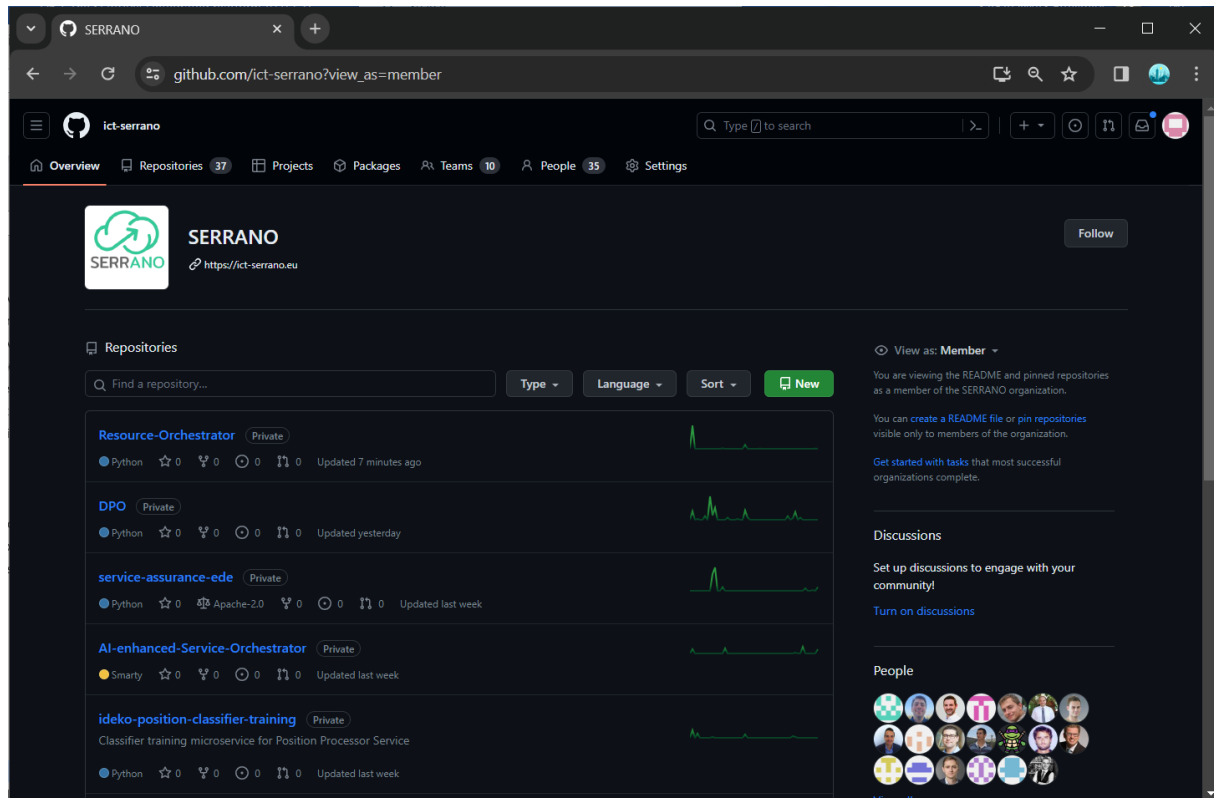 SERRANO
github.com/ict-serrano?view_as=member
ict-serrano
Type / to search
Overview Repositories 37 Projects Packages Teams 10 People 35 Settings
SERRANO
SERRANO
https://ict-serrano.eu
Follow
Repositories
Find a repository...
Type
Language
Sort
New
Resource-Orchestrator Private
Python 0 0 0 0 Updated 7 minutes ago
DPO Private
Python 0 0 0 0 Updated yesterday
service-assurance-ede Private
Python 0 Apache-2.0 0 0 0 Updated last week
AI-enhanced-Service-Orchestrator Private
Smarty 0 0 0 0 Updated last week
ideko-position-classifier-training Private
Classifier training microservice for Position Processor Service
Python 0 0 0 0 Updated last week
View as: Member
You are viewing the README and pinned repositories
as a member of the SERRANO organization.
You can create a README file or pin repositories
visible only to members of the organization.
Get started with tasks that most successful
organizations complete.
Discussions
Set up discussions to engage with your
community!
Turn on discussions
People